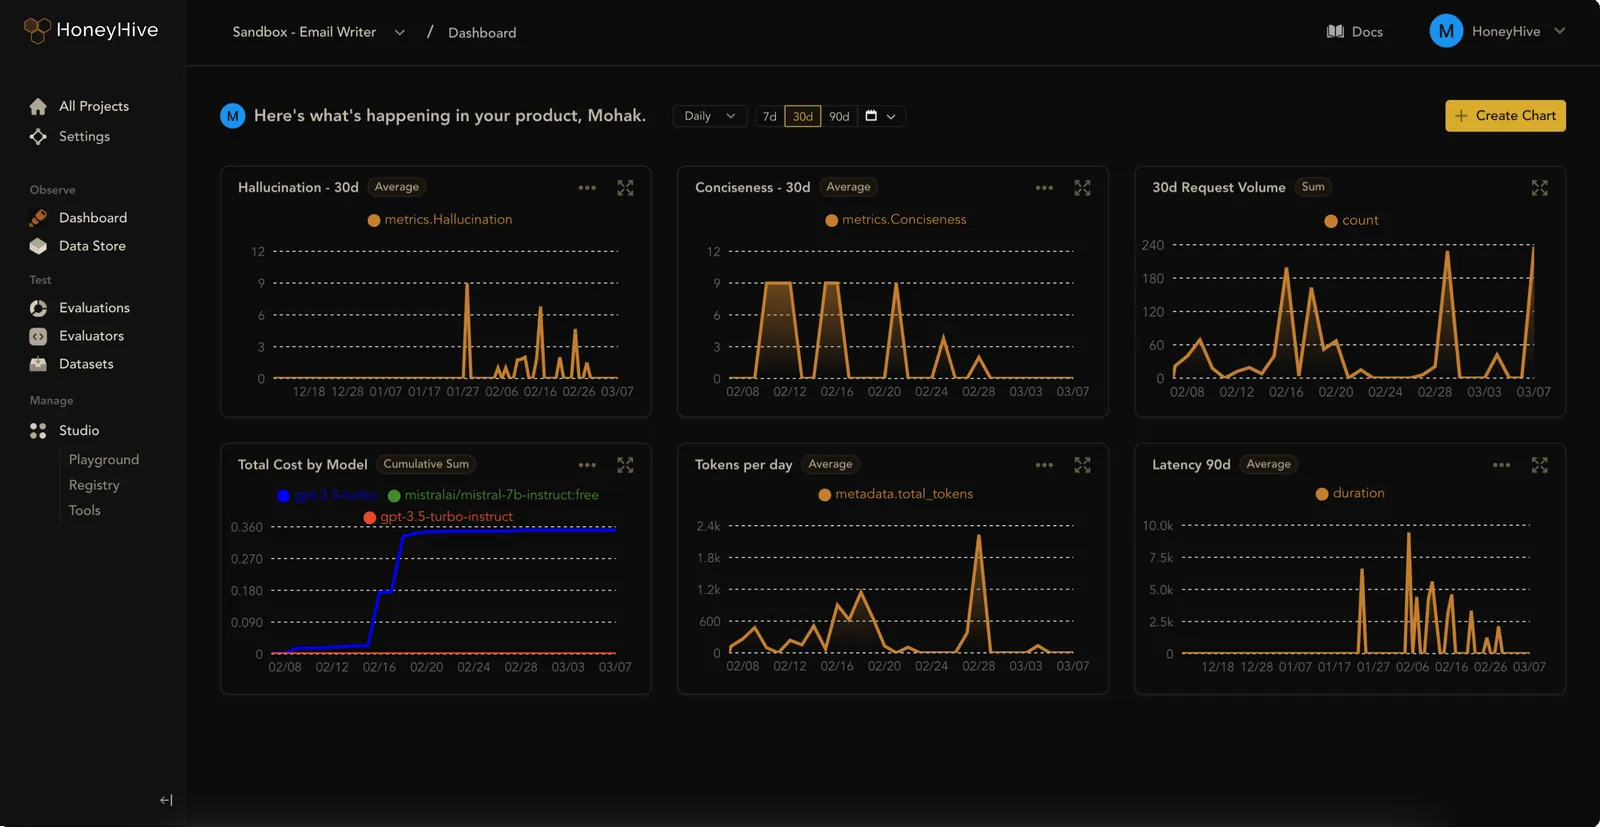 HoneyHive
Sandbox - Email Writer / Dashboard
Docs
M HoneyHive
All Projects
Settings
Observe
Dashboard
Data Store
Test
Evaluations
Evaluators
Datasets
Manage
Studio
Playground
Registry
Tools
M Here's what's happening in your product, Mohak.
Daily
7d 30d 90d
+ Create Chart
Hallucination - 30d Average
metrics.Hallucination
12
9
6
3
0
12/18 12/28 01/07 01/17 01/27 02/06 02/16 02/26 03/07
Conciseness - 30d Average
metrics.Conciseness
12
9
6
3
0
02/08 02/12 02/16 02/20 02/24 02/28 03/03 03/07
30d Request Volume Sum
count
240
180
120
60
0
02/08 02/12 02/16 02/20 02/24 02/28 03/03 03/07
Total Cost by Model Cumulative Sum
gpt-3.5-turbo mistralai/mistral-7b-instruct:free
gpt-3.5-turbo-instruct
0.360
0.270
0.180
0.090
0
02/08 02/12 02/16 02/20 02/24 02/28 03/03 03/07
Tokens per day Average
metadata.total_tokens
2.4k
1.8k
1.2k
600
0
02/08 02/12 02/16 02/20 02/24 02/28 03/03 03/07
Latency 90d Average
duration
10.0k
7.5k
5.0k
2.5k
0
12/18 12/28 01/07 01/17 01/27 02/06 02/16 02/26 03/07